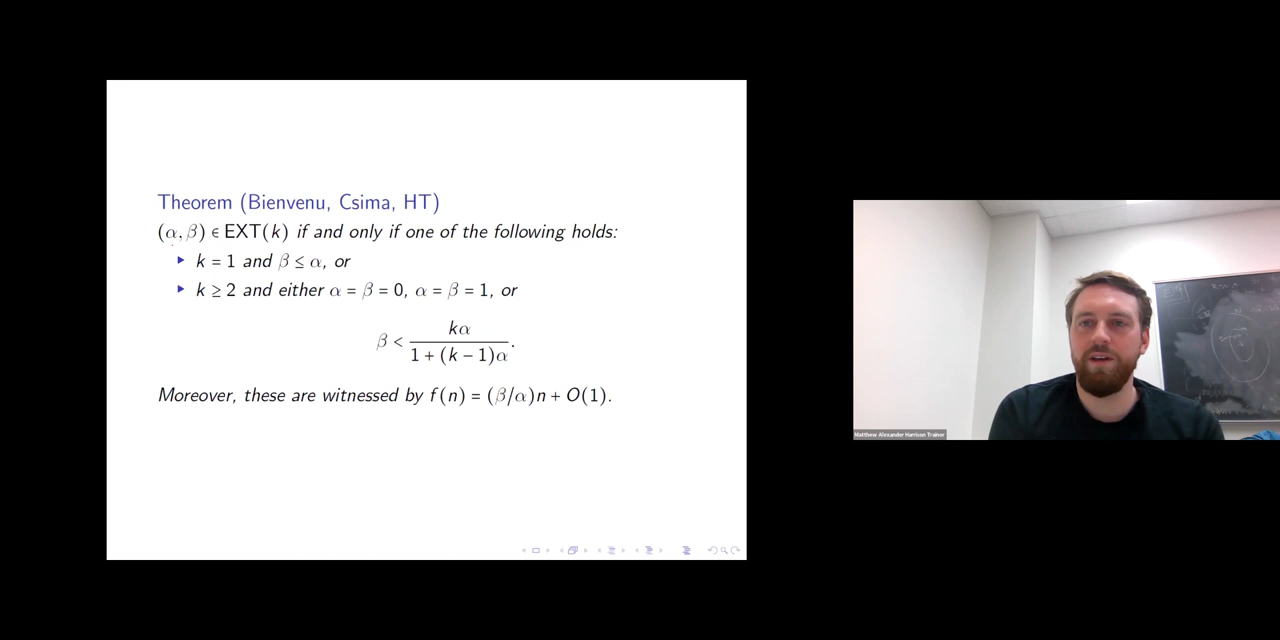 Theorem (Bienvenu, Csima, HT)
(α, β) ∈ EXT(k) if and only if one of the following holds:
▶ k = 1 and β ≤ α, or
▶ k ≥ 2 and either α = β = 0, α = β = 1, or
β < kα / (1 + (k − 1)α).
Moreover, these are witnessed by f(n) = (β/α)n + O(1).
Matthew Alexander Harrison Trainor